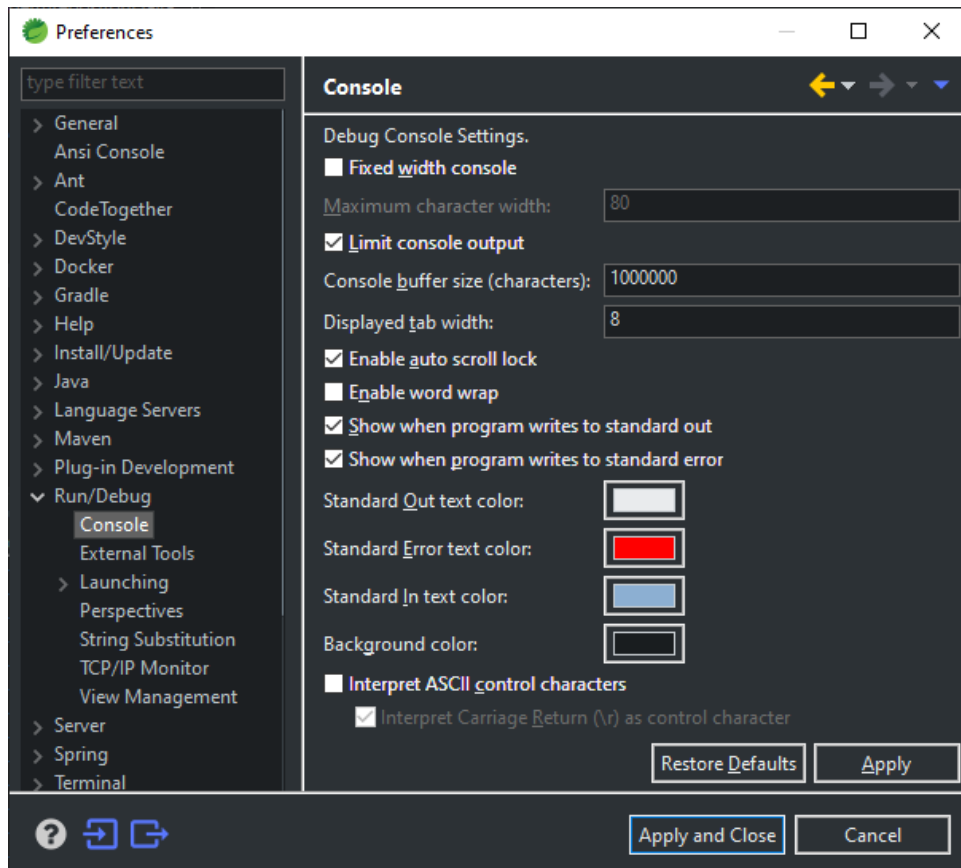 Preferences
type filter text
General
Ansi Console
Ant
CodeTogether
DevStyle
Docker
Gradle
Help
Install/Update
Java
Language Servers
Maven
Plug-in Development
Run/Debug
Console
External Tools
Launching
Perspectives
String Substitution
TCP/IP Monitor
View Management
Server
Spring
Terminal
Console
Debug Console Settings.
Fixed width console
Maximum character width: 80
Limit console output
Console buffer size (characters): 1000000
Displayed tab width: 8
Enable auto scroll lock
Enable word wrap
Show when program writes to standard out
Show when program writes to standard error
Standard Out text color:
Standard Error text color:
Standard In text color:
Background color:
Interpret ASCII control characters
Interpret Carriage Return (\r) as control character
Restore Defaults Apply
Apply and Close Cancel